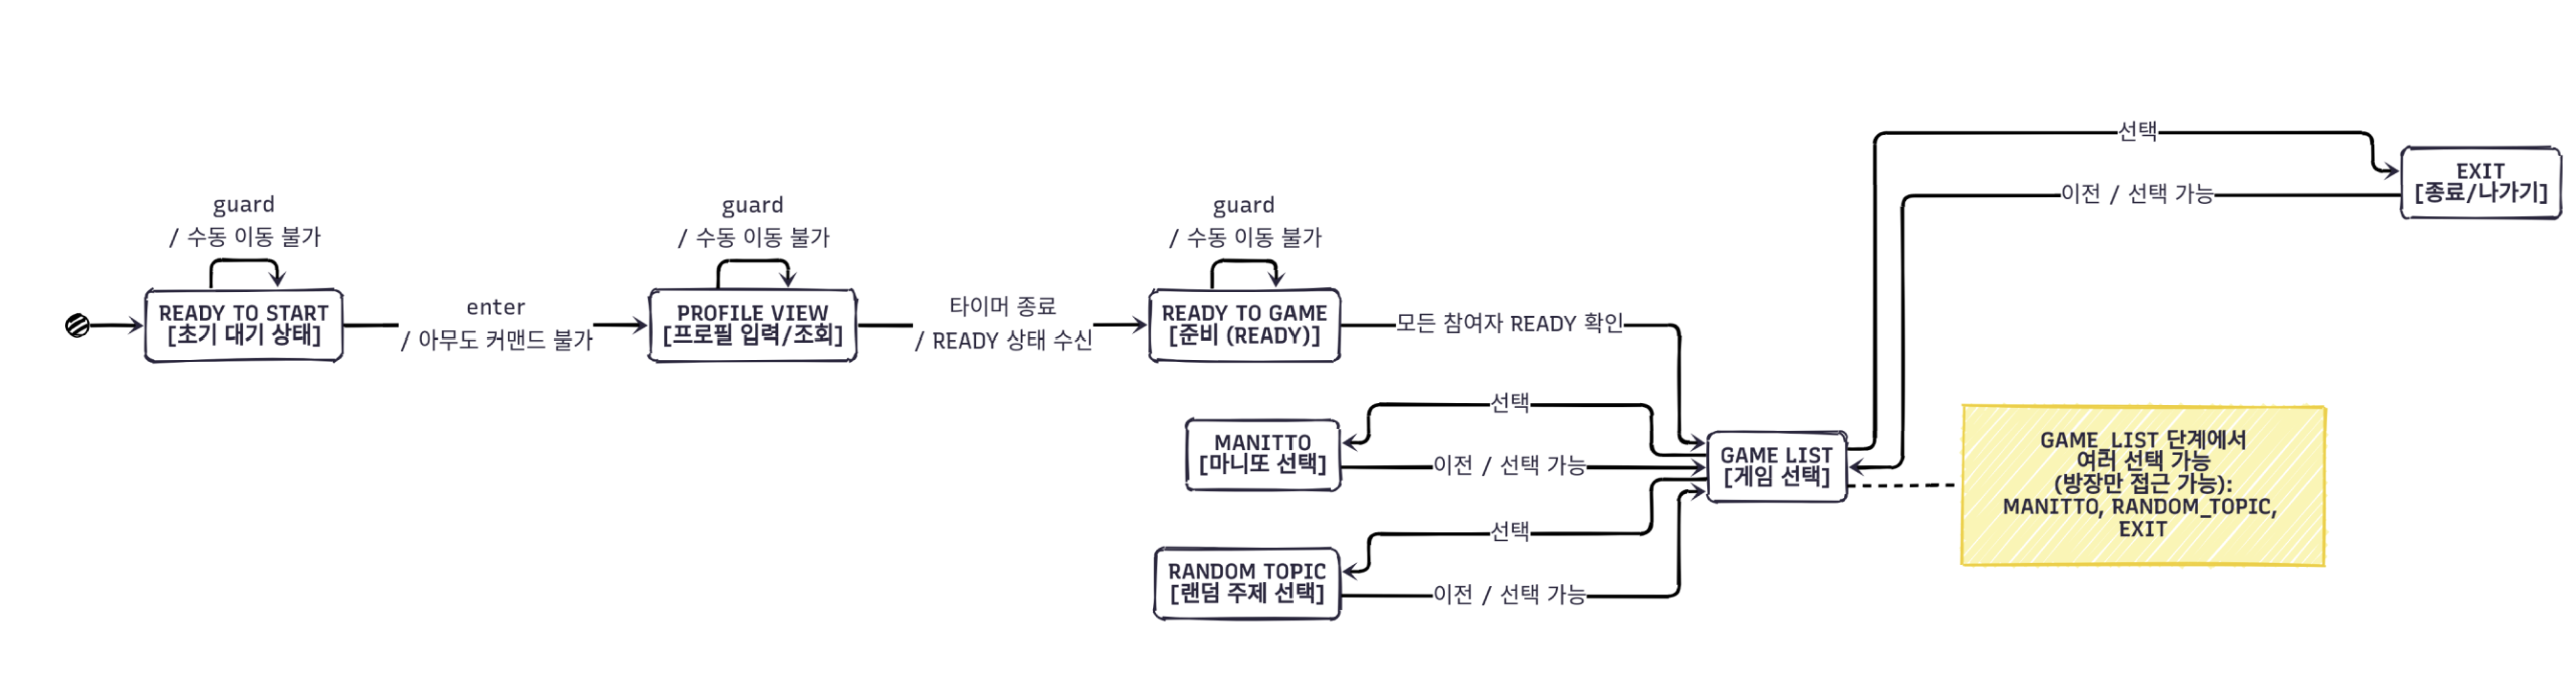 선택
EXIT
[종료/나가기]
이전 / 선택 가능
guard
/ 수동 이동 불가
guard
/ 수동 이동 불가
guard
/ 수동 이동 불가
READY TO START
[초기 대기 상태]
enter
/ 아무도 커맨드 불가
PROFILE VIEW
[프로필 입력/조회]
타이머 종료
/ READY 상태 수신
READY TO GAME
[준비 (READY)]
모든 참여자 READY 확인
선택
MANITTO
[마니또 선택]
이전 / 선택 가능
GAME LIST
[게임 선택]
GAME_LIST 단계에서
여러 선택 가능
(방장만 접근 가능):
MANITTO, RANDOM_TOPIC,
EXIT
선택
RANDOM TOPIC
[랜덤 주제 선택]
이전 / 선택 가능